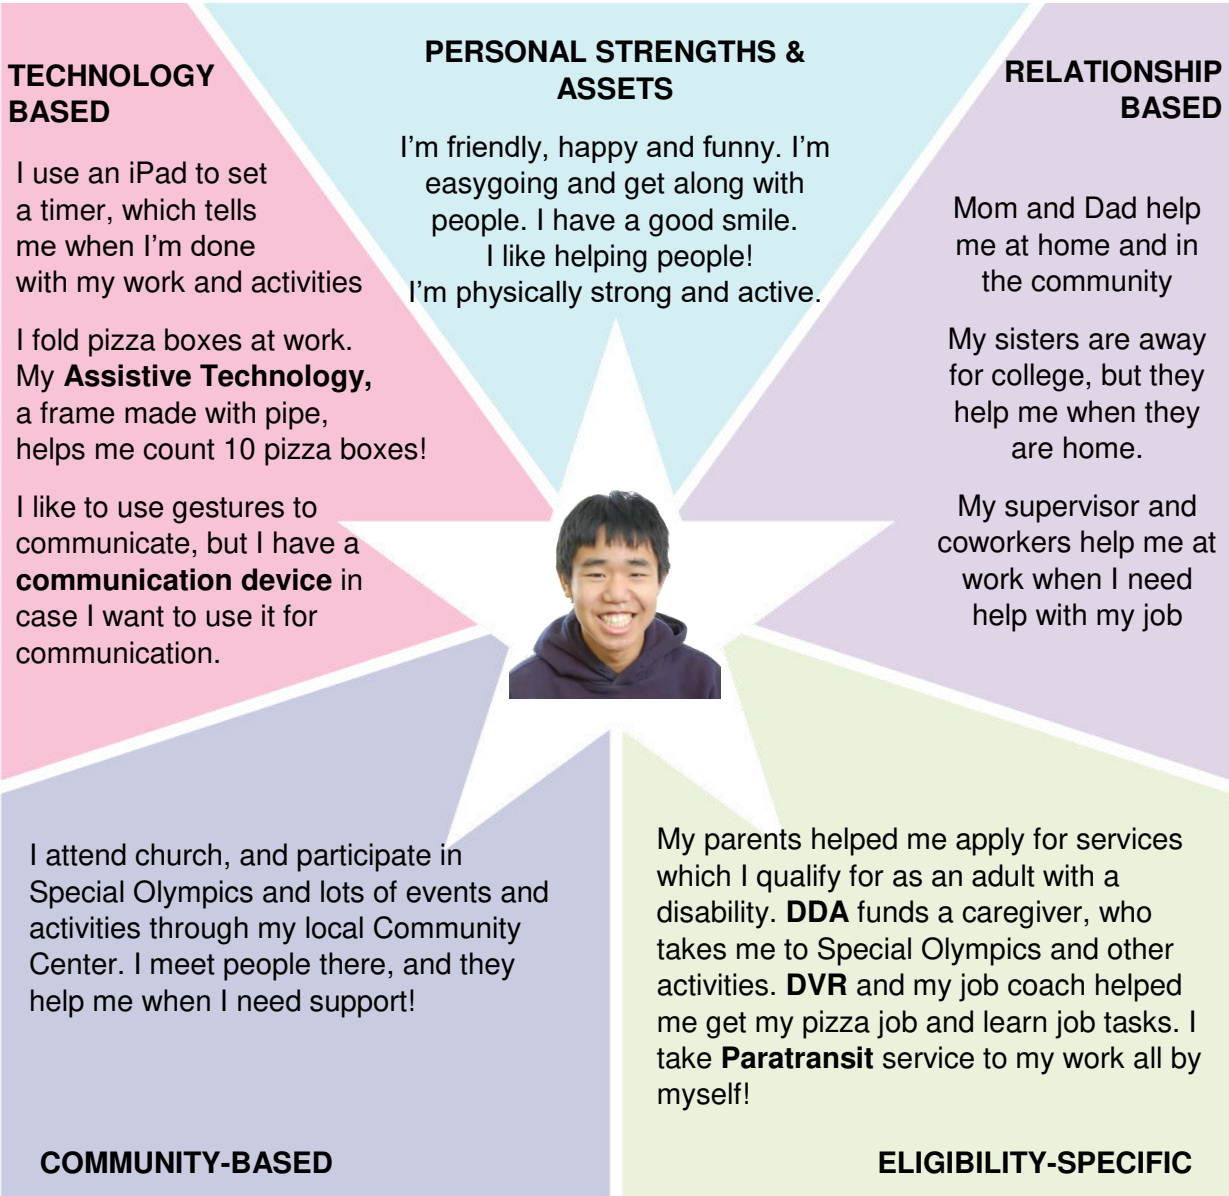 TECHNOLOGY
BASED
I use an iPad to set
a timer, which tells
me when I'm done
with my work and activities
I fold pizza boxes at work.
My Assistive Technology,
a frame made with pipe,
helps me count 10 pizza boxes!
I like to use gestures to
communicate, but I have a
communication device in
case I want to use it for
communication.
PERSONAL STRENGTHS &
ASSETS
I'm friendly, happy and funny. I'm
easygoing and get along with
people. I have a good smile.
I like helping people!
I'm physically strong and active.
RELATIONSHIP
BASED
Mom and Dad help
me at home and in
the community
My sisters are away
for college, but they
help me when they
are home.
My supervisor and
coworkers help me at
work when I need
help with my job
I attend church, and participate in
Special Olympics and lots of events and
activities through my local Community
Center. I meet people there, and they
help me when I need support!
COMMUNITY-BASED
My parents helped me apply for services
which I qualify for as an adult with a
disability. DDA funds a caregiver, who
takes me to Special Olympics and other
activities. DVR and my job coach helped
me get my pizza job and learn job tasks. I
take Paratransit service to my work all by
myself!
ELIGIBILITY-SPECIFIC